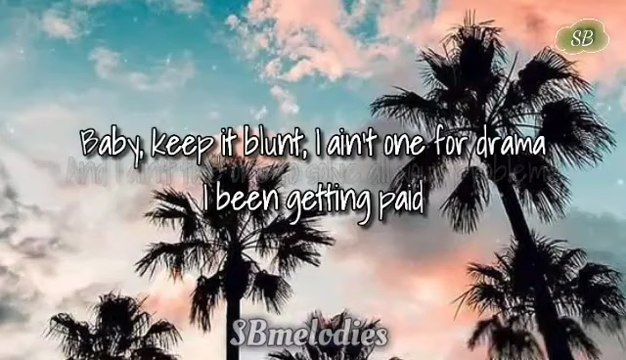 SB
Baby, keep it blunt, I ain't one for drama
I been getting paid
SBmelodies